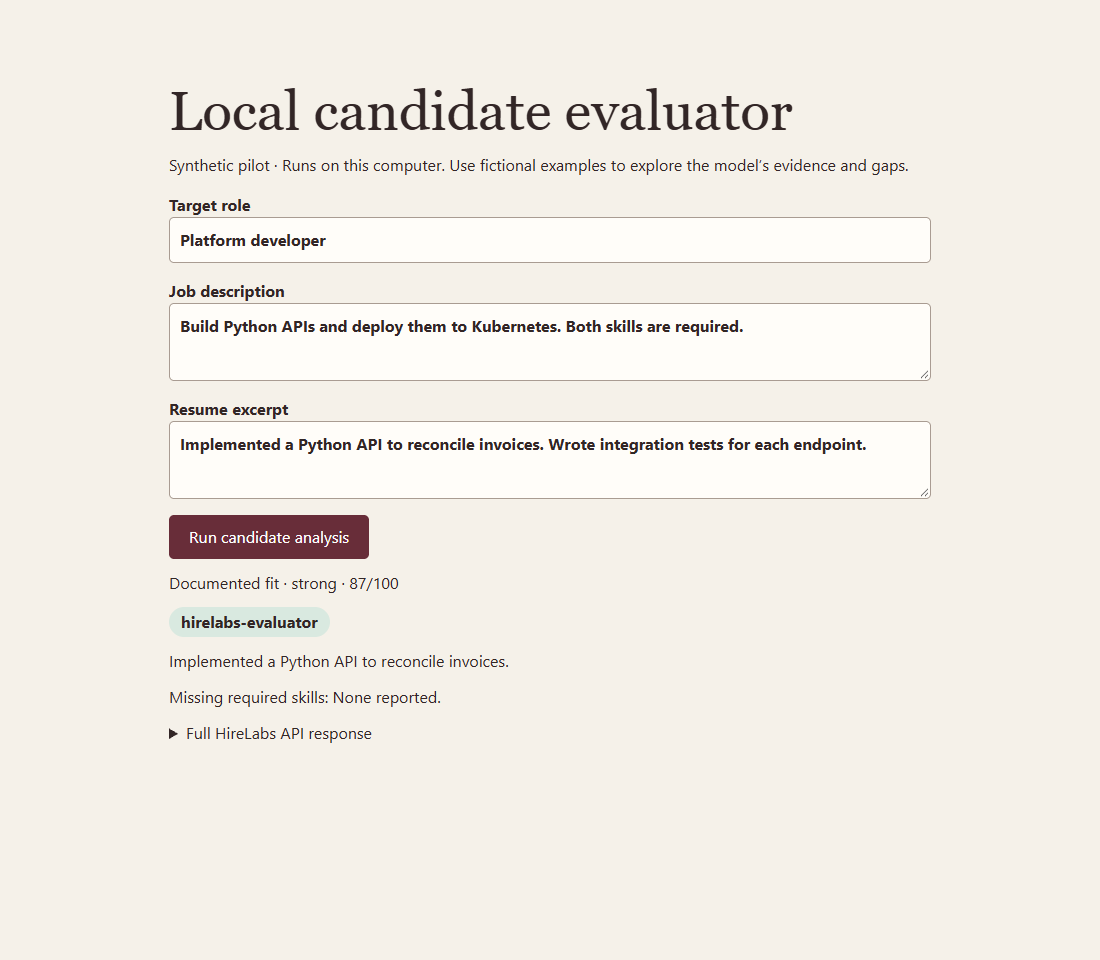 Local candidate evaluator
Synthetic pilot · Runs on this computer. Use fictional examples to explore the model’s evidence and gaps.
Target role
Platform developer
Job description
Build Python APIs and deploy them to Kubernetes. Both skills are required.
Resume excerpt
Implemented a Python API to reconcile invoices. Wrote integration tests for each endpoint.
Run candidate analysis
Documented fit · strong · 87/100
hirelabs-evaluator
Implemented a Python API to reconcile invoices.
Missing required skills: None reported.
Full HireLabs API response